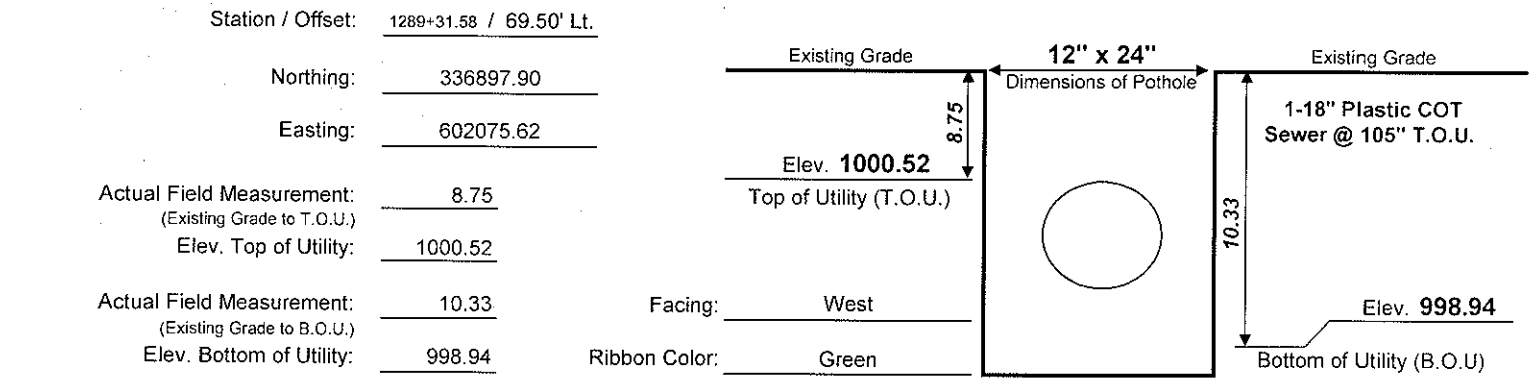 Station / Offset: 1289+31.58 / 69.50' Lt.
Northing: 336897.90
Easting: 602075.62
Actual Field Measurement: 8.75
(Existing Grade to T.O.U.)
Elev. Top of Utility: 1000.52
Actual Field Measurement: 10.33
(Existing Grade to B.O.U.)
Elev. Bottom of Utility: 998.94
Existing Grade
12" x 24"
Dimensions of Pothole
Existing Grade
8.75
1-18" Plastic COT
Sewer @ 105" T.O.U.
Elev. 1000.52
Top of Utility (T.O.U.)
10.33
Facing: West
Elev. 998.94
Ribbon Color: Green
Bottom of Utility (B.O.U)